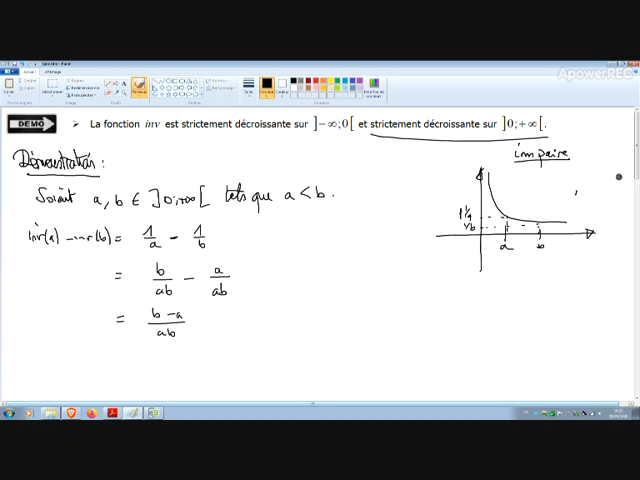 ApowerREC
DEMO
➢ La fonction inv est strictement décroissante sur ]−∞;0[ et strictement décroissante sur ]0;+∞[.
impaire
Démonstration :
Soient a, b ∈ ]0;+∞[ tels que a < b.
inv(a) − inv(b) = 1/a − 1/b
= b/ab − a/ab
= b − a/ab
1/a
1/b
a b